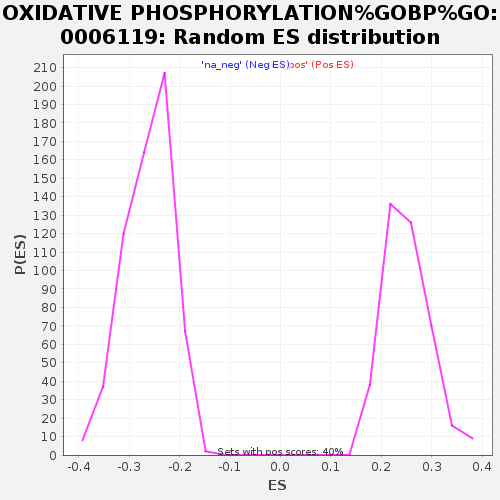 OXIDATIVE PHOSPHORYLATION%GOBP%GO:
0006119: Random ES distribution
'na_neg' (Neg ES)
pos' (Pos ES)
210
200
190
180
170
160
150
140
130
120
110
100
90
80
70
60
50
40
30
20
10
0
P(ES)
Sets with pos scores: 40%
-0.4 -0.3 -0.2 -0.1 0.0 0.1 0.2 0.3 0.4
ES